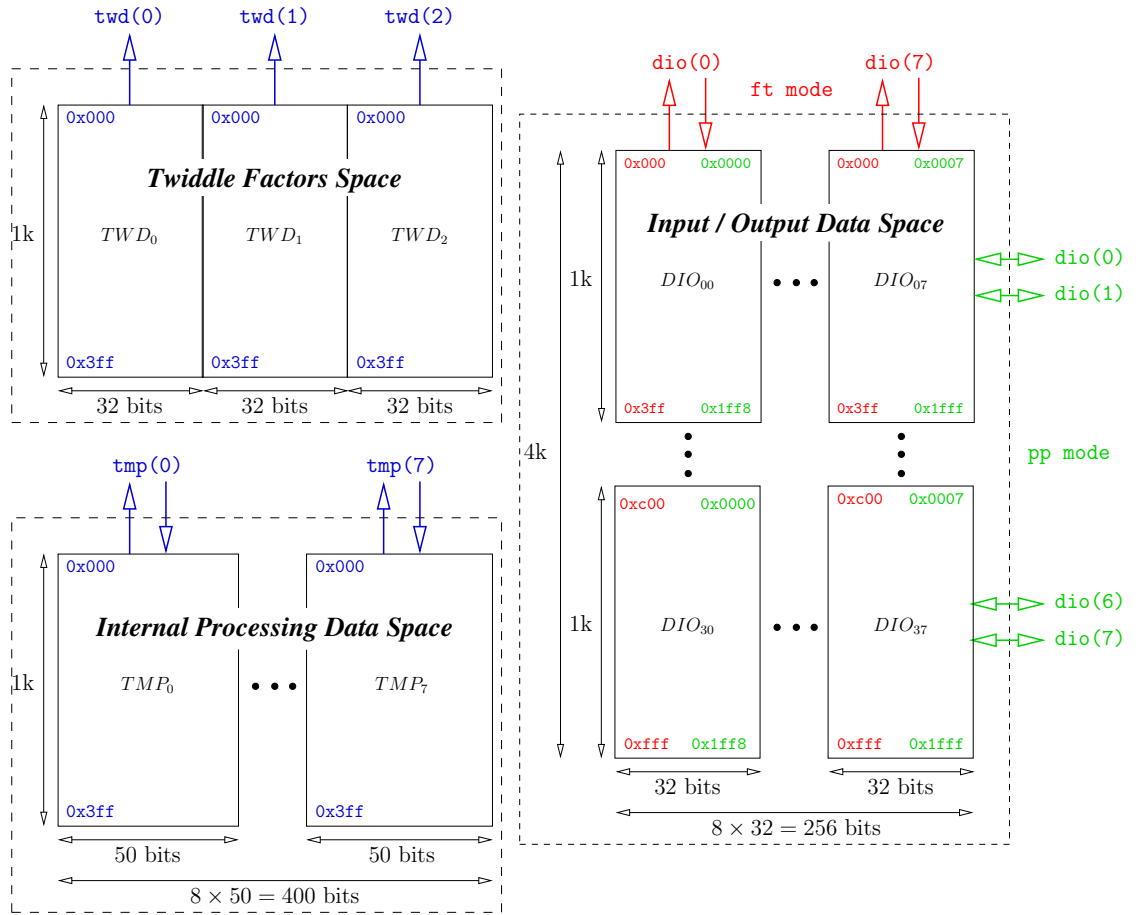 twd(0) twd(1) twd(2)
0x000 0x000 0x000
Twiddle Factors Space
1k
TWD₀ TWD₁ TWD₂
0x3ff 0x3ff 0x3ff
32 bits 32 bits 32 bits
tmp(0) tmp(7)
0x000 0x000
Internal Processing Data Space
1k
TMP₀ TMP₇
0x3ff 0x3ff
50 bits 50 bits
8 × 50 = 400 bits
dio(0) dio(7)
ft mode
0x000 0x0000 0x000 0x0007
Input / Output Data Space
dio(0)
1k DIO₀₀ DIO₀₇
dio(1)
0x3ff 0x1ff8 0x3ff 0x1fff
4k
pp mode
0xc00 0x0000 0xc00 0x0007
dio(6)
1k DIO₃₀ DIO₃₇
dio(7)
0xfff 0x1ff8 0xfff 0x1fff
32 bits 32 bits
8 × 32 = 256 bits